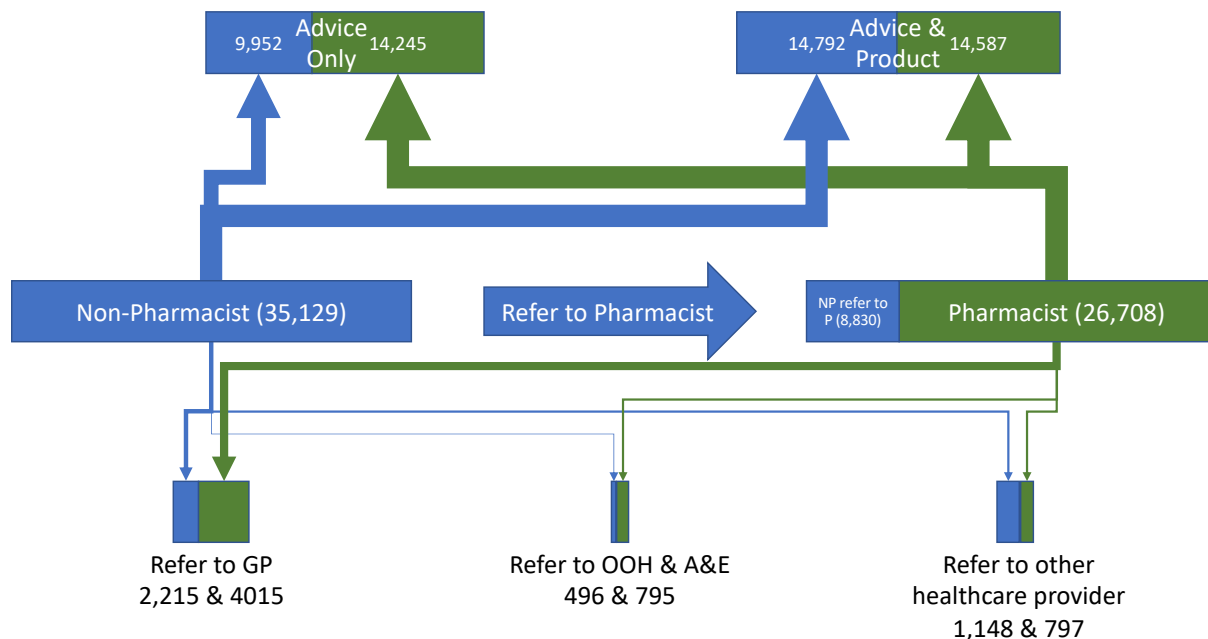 9,952
Advice
Only
14,245
14,792
Advice &
Product
14,587
Non-Pharmacist (35,129)
Refer to Pharmacist
NP refer to
P (8,830)
Pharmacist (26,708)
Refer to GP
2,215 & 4015
Refer to OOH & A&E
496 & 795
Refer to other
healthcare provider
1,148 & 797